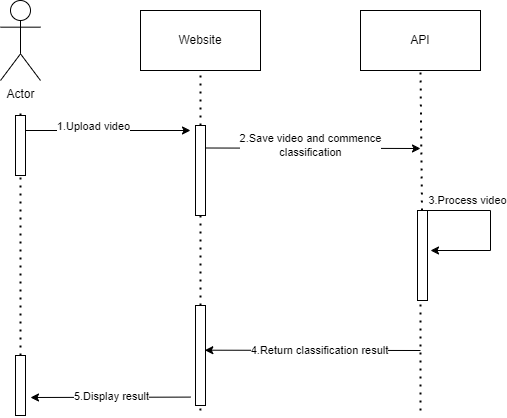 Website
API
Actor
1.Upload video
2.Save video and commence
classification
3.Process video
4.Return classification result
5.Display result